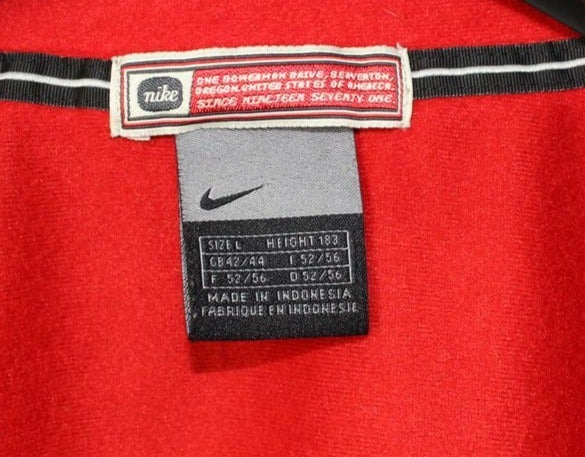 nike
ONE BOWERMAN DRIVE, BEAVERTON,
OREGON, UNITED STATES OF AMERICA.
SINCE NINETEEN SEVENTY ONE
SIZE L HEIGHT 183
GB 42/44 I 52/56
F 52/56 D 52/56
MADE IN INDONESIA
FABRIQUE EN INDONESIE